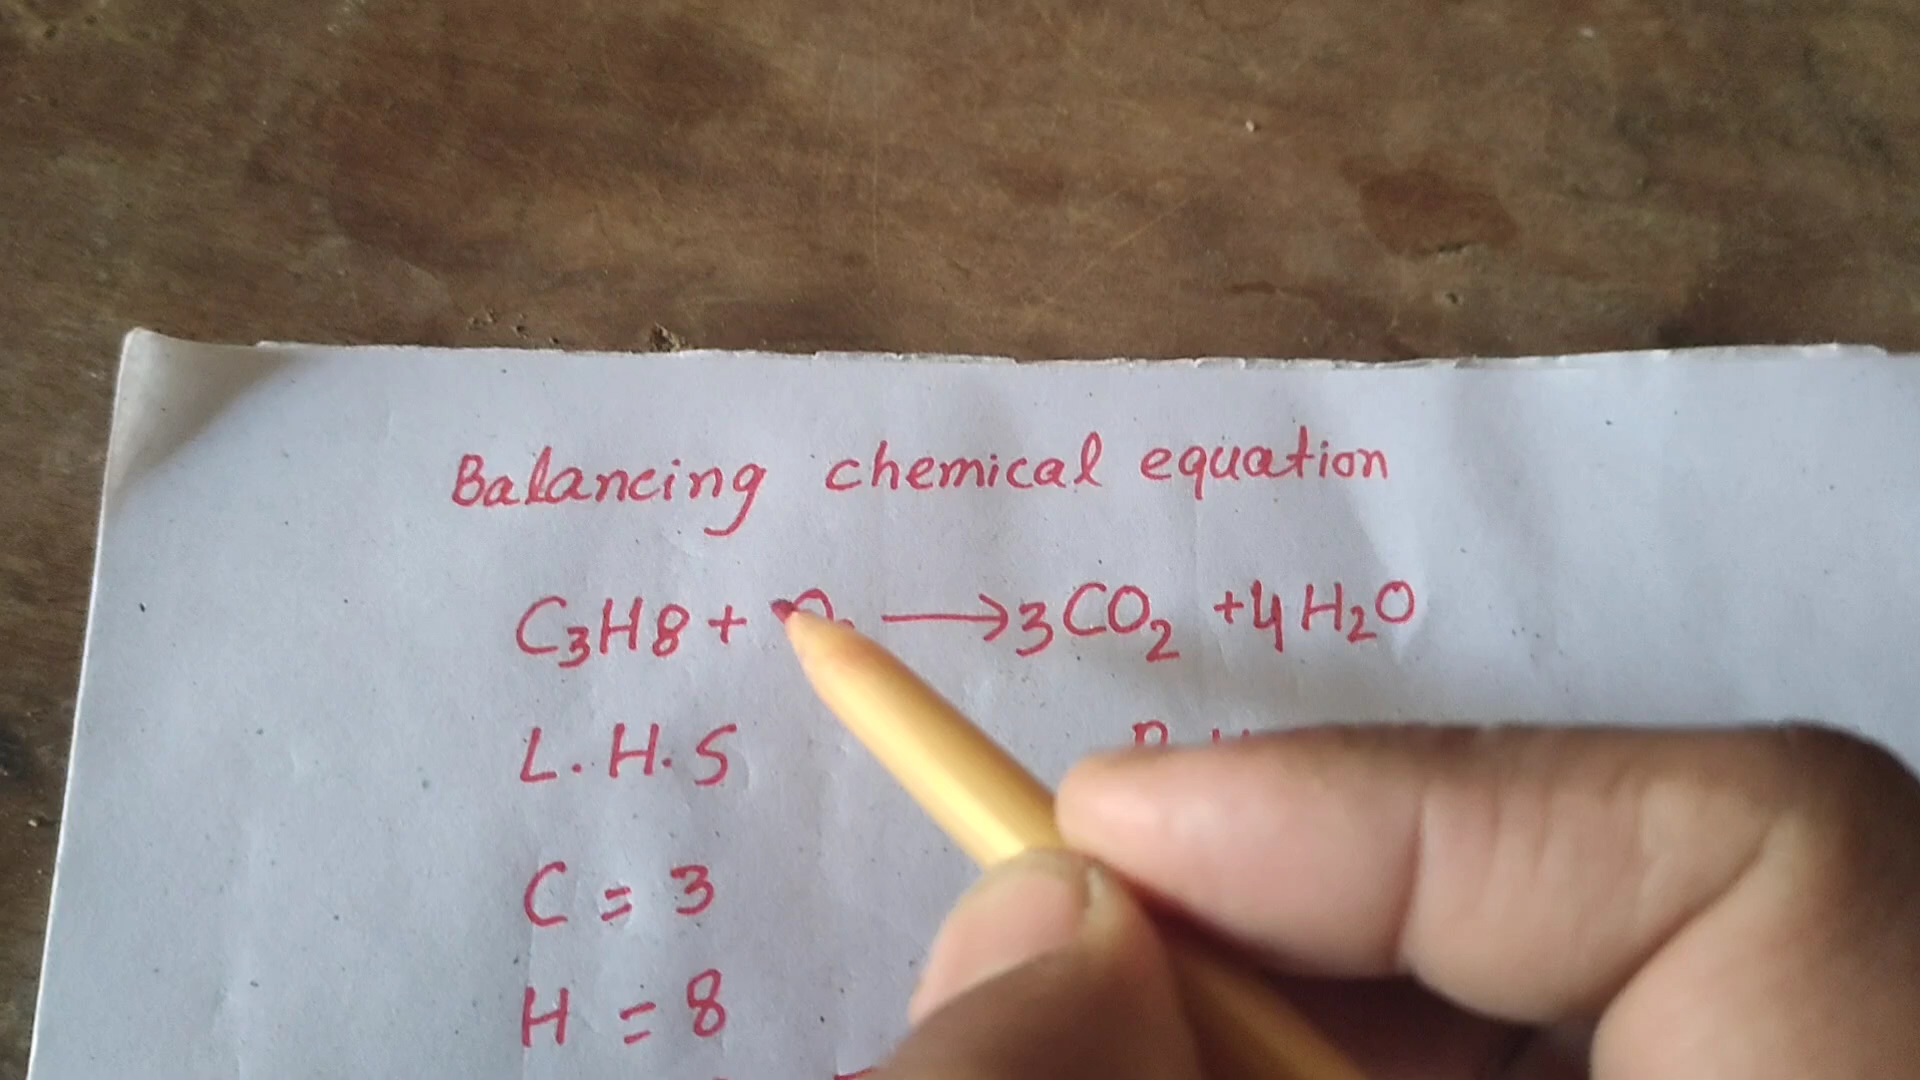 Balancing chemical equation
C₃H8 + O → 3CO₂ + 4H₂O
L.H.S
C = 3
H = 8